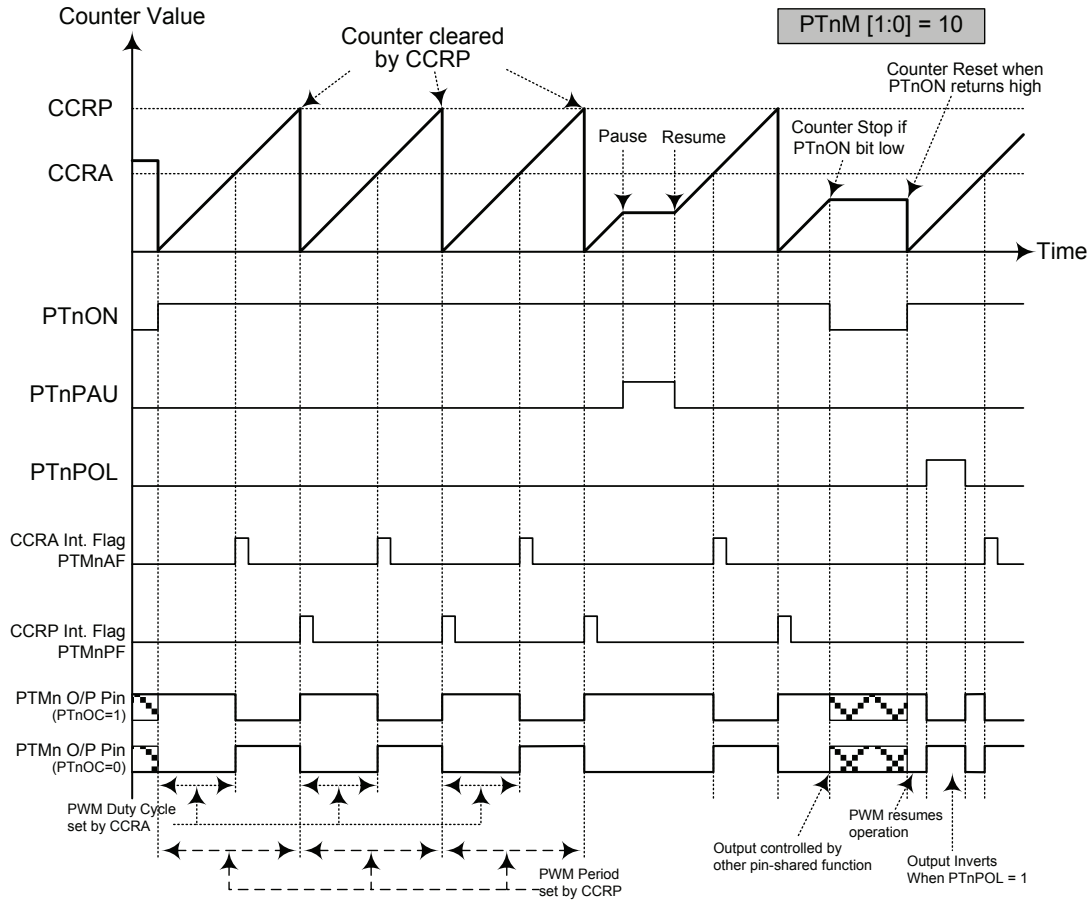 Counter Value
PTnM [1:0] = 10
Counter cleared
by CCRP
Counter Reset when
PTnON returns high
CCRP
Pause
Resume
Counter Stop if
PTnON bit low
CCRA
Time
PTnON
PTnPAU
PTnPOL
CCRA Int. Flag
PTMnAF
CCRP Int. Flag
PTMnPF
PTMn O/P Pin
(PTnOC=1)
PTMn O/P Pin
(PTnOC=0)
PWM Duty Cycle
set by CCRA
PWM resumes
operation
Output controlled by
other pin-shared function
Output Inverts
When PTnPOL = 1
PWM Period
set by CCRP